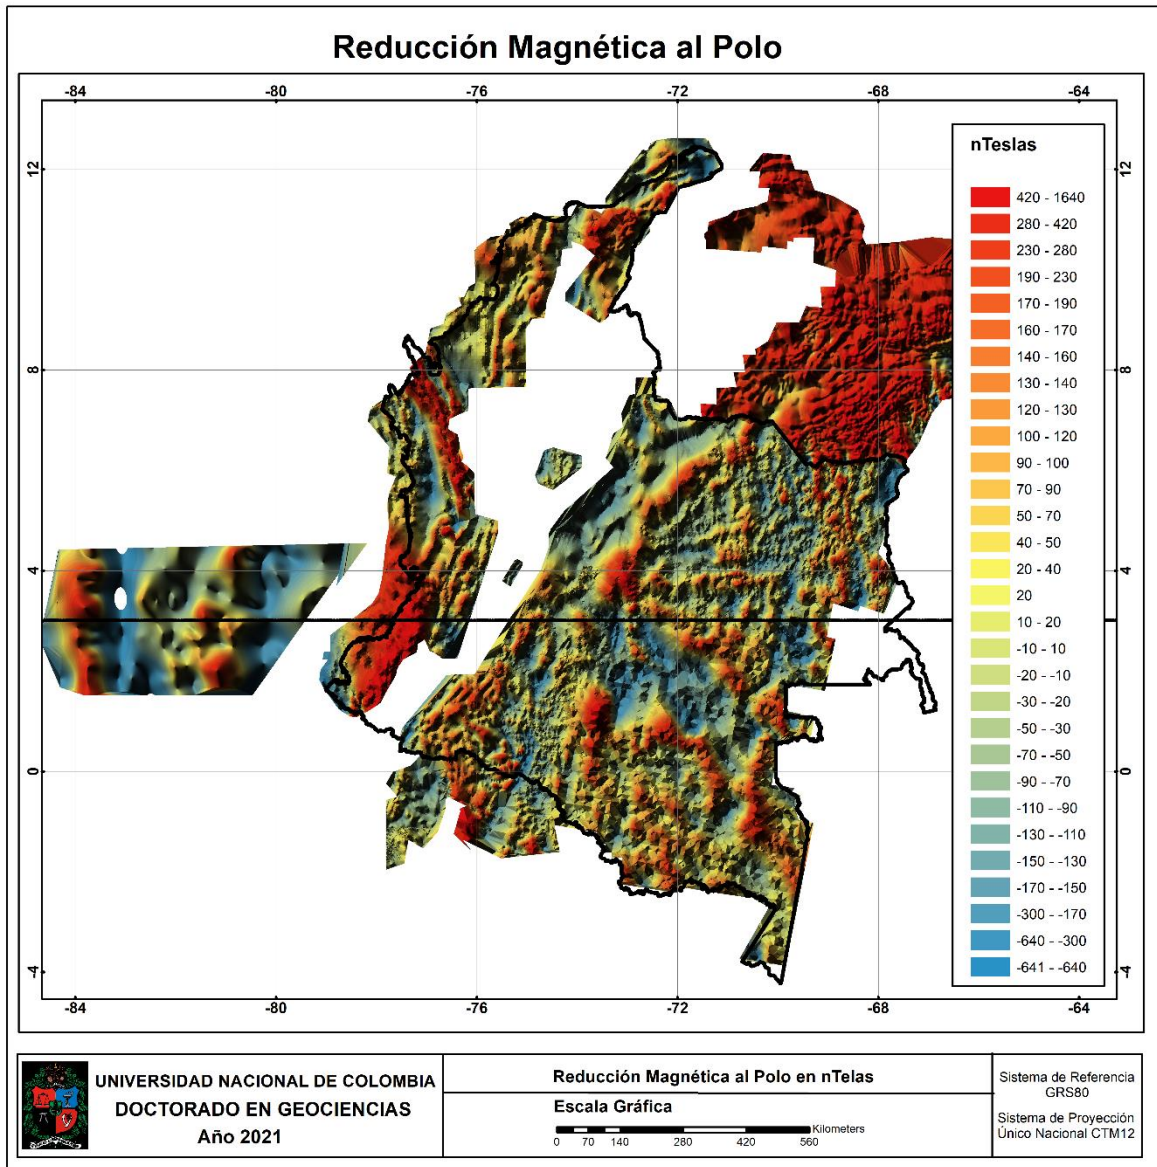 Reducción Magnética al Polo
-84
-80
-76
-72
-68
-64
12
8
4
0
-4
12
8
4
0
-4
nTeslas
420 - 1640
280 - 420
230 - 280
190 - 230
170 - 190
160 - 170
140 - 160
130 - 140
120 - 130
100 - 120
90 - 100
70 - 90
50 - 70
40 - 50
20 - 40
20
10 - 20
-10 - 10
-20 - -10
-30 - -20
-50 - -30
-70 - -50
-90 - -70
-110 - -90
-130 - -110
-150 - -130
-170 - -150
-300 - -170
-640 - -300
-641 - -640
-84
-80
-76
-72
-68
-64
UNIVERSIDAD NACIONAL DE COLOMBIA
DOCTORADO EN GEOCIENCIAS
Año 2021
Reducción Magnética al Polo en nTelas
Escala Gráfica
Kilometers
0 70 140 280 420 560
Sistema de Referencia
GRS80
Sistema de Proyección
Único Nacional CTM12